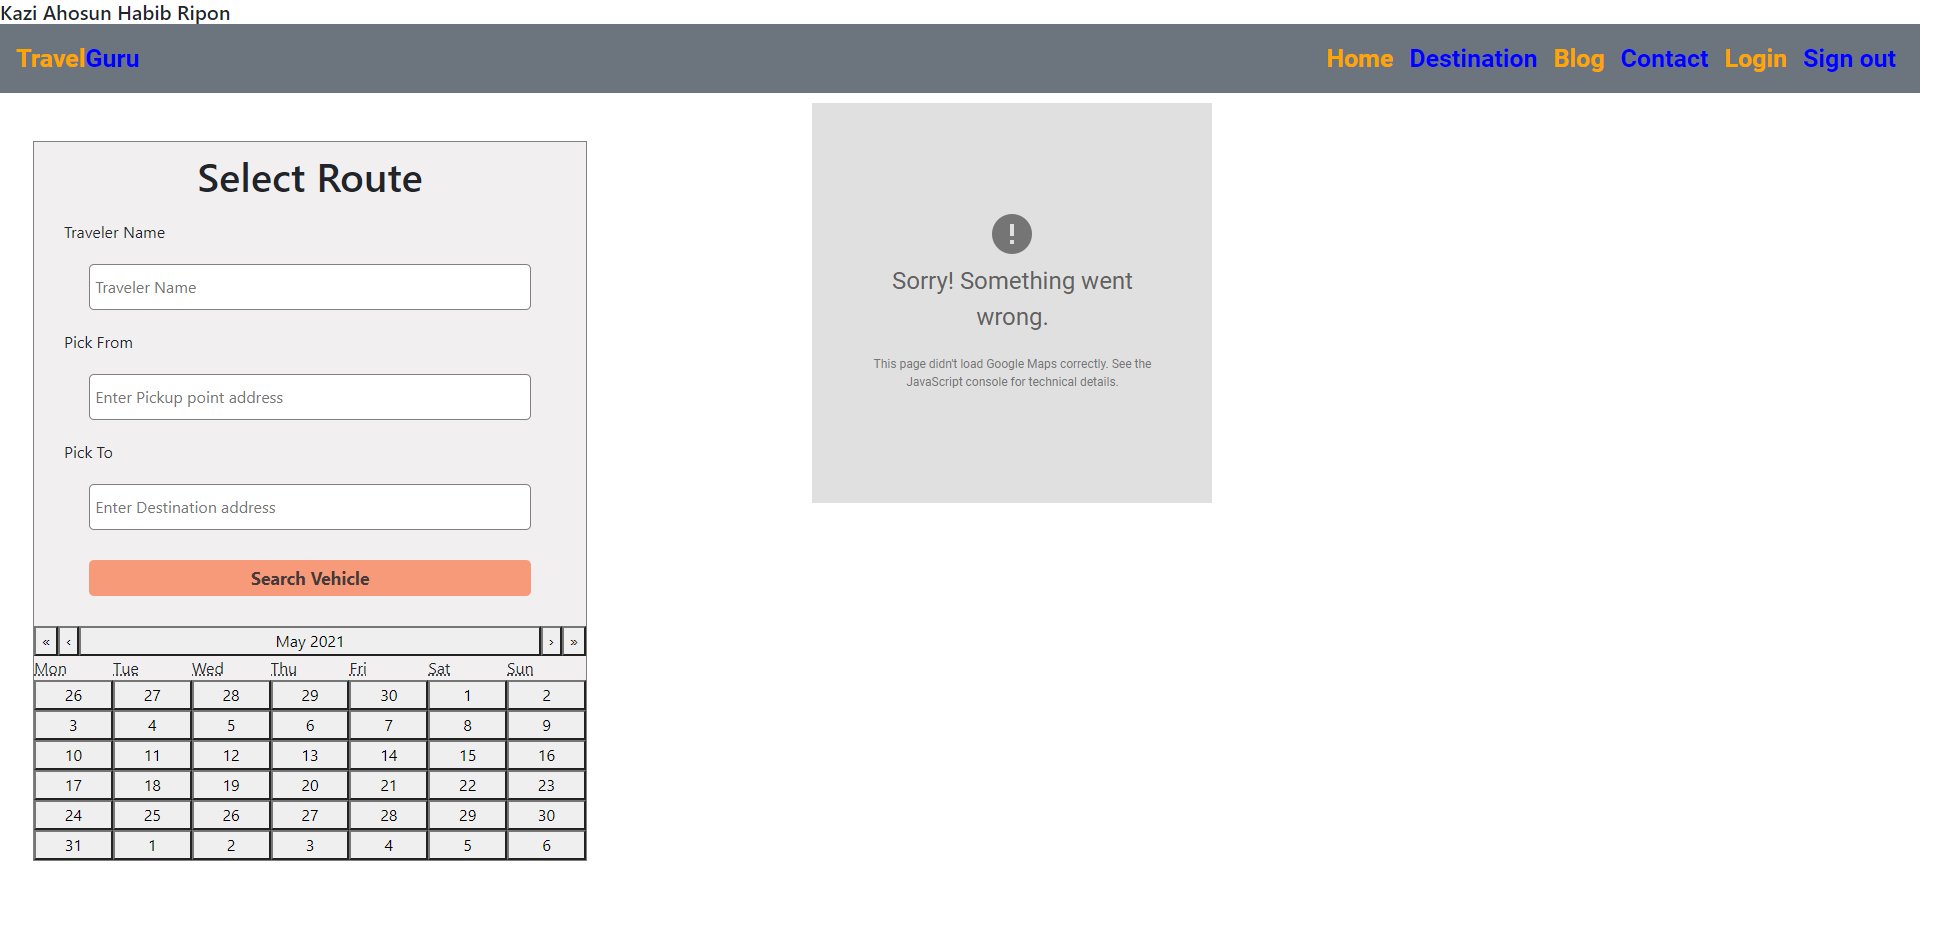 Kazi Ahosun Habib Ripon
TravelGuru Home Destination Blog Contact Login Sign out
Select Route
Traveler Name
Traveler Name
Pick From
Enter Pickup point address
Pick To
Enter Destination address
Search Vehicle
« ‹ May 2021 › »
Mon Tue Wed Thu Fri Sat Sun
26 27 28 29 30 1 2
3 4 5 6 7 8 9
10 11 12 13 14 15 16
17 18 19 20 21 22 23
24 25 26 27 28 29 30
31 1 2 3 4 5 6
Sorry! Something went
wrong.
This page didn't load Google Maps correctly. See the
JavaScript console for technical details.